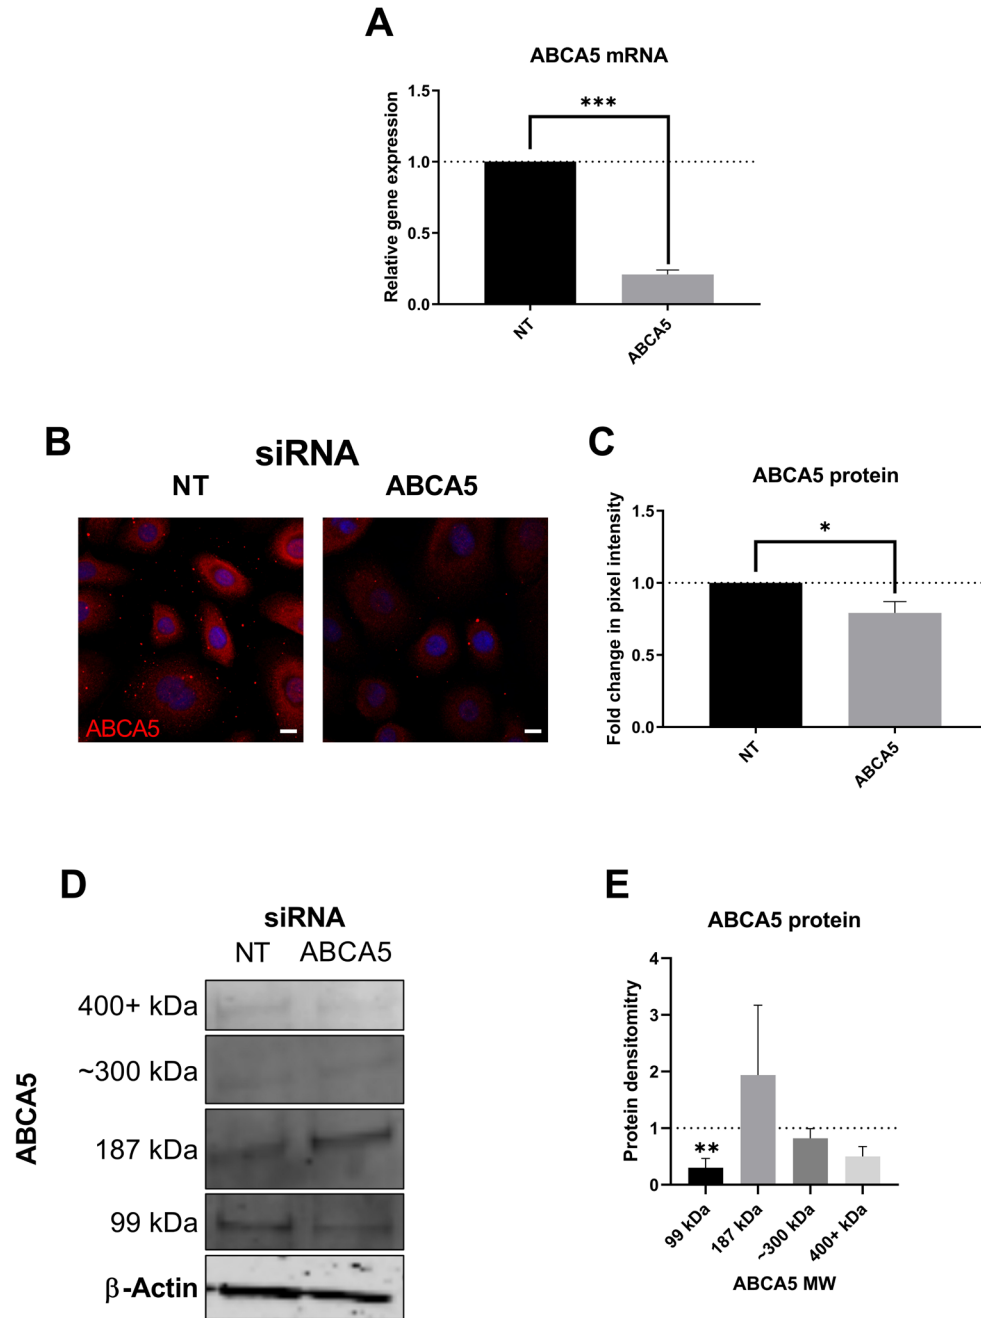 A
ABCA5 mRNA
Relative gene expression
1.5
1.0
0.5
0.0
***
NT
ABCA5
B
siRNA
NT
ABCA5
ABCA5
C
ABCA5 protein
Fold change in pixel intensity
1.5
1.0
0.5
0.0
*
NT
ABCA5
D
siRNA
NT ABCA5
ABCA5
400+ kDa
~300 kDa
187 kDa
99 kDa
β-Actin
E
ABCA5 protein
Protein densitomitry
4
3
2
1
0
**
99 kDa
187 kDa
~300 kDa
400+ kDa
ABCA5 MW